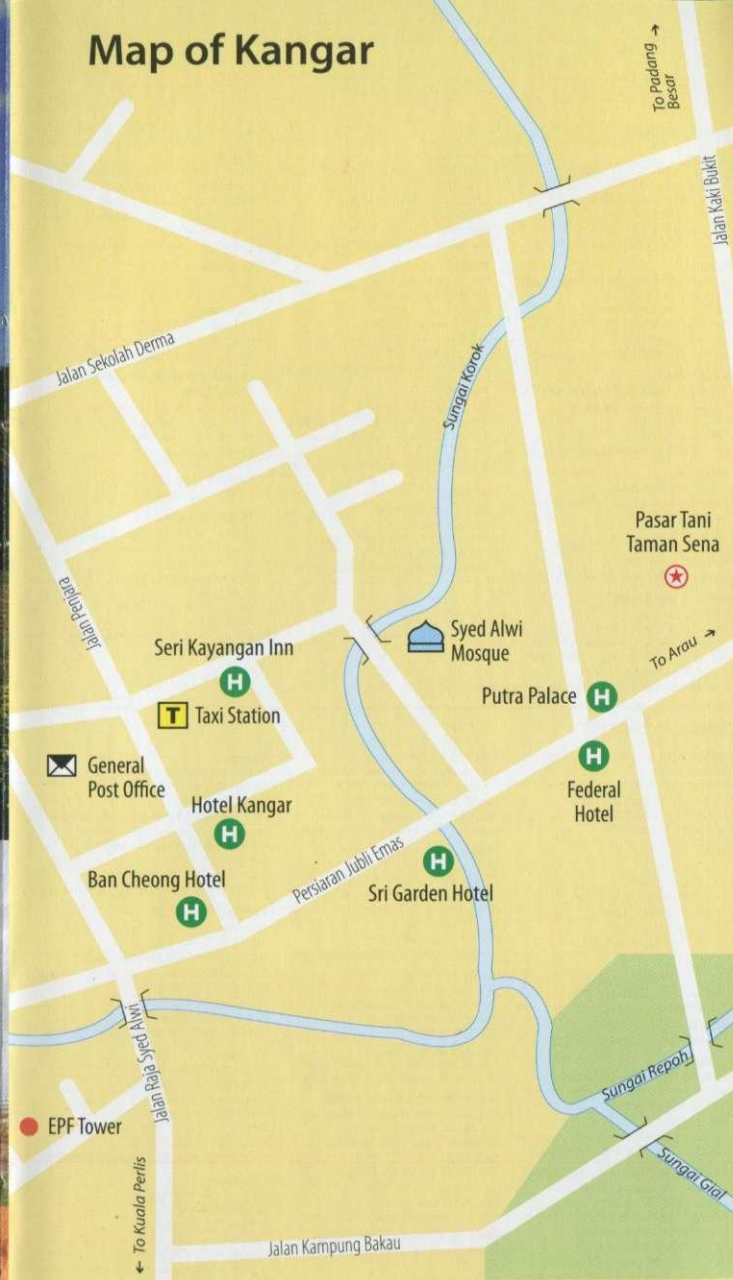 Map of Kangar
To Padang →
Besar
Jalan Kaki Bukit
Jalan Sekolah Derma
Sungai Korok
Pasar Tani
Taman Sena
Jalan Penjara
Syed Alwi
Mosque
To Arau →
Seri Kayangan Inn
H
Putra Palace H
T Taxi Station
H
Federal
Hotel
General
Post Office
Hotel Kangar
H
Persiaran Jubli Emas
H
Sri Garden Hotel
Ban Cheong Hotel
H
Jalan Raja Syed Alwi
Sungai Repoh
EPF Tower
Sungai Gial
← To Kuala Perlis
Jalan Kampung Bakau